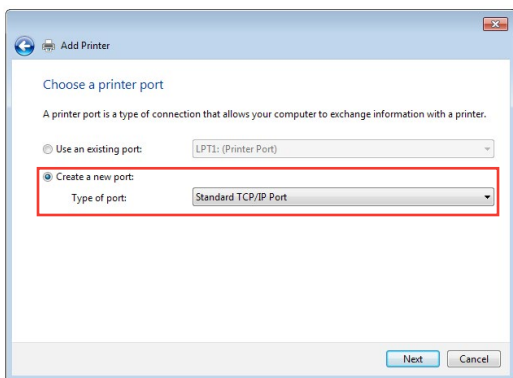 Add Printer
Choose a printer port
A printer port is a type of connection that allows your computer to exchange information with a printer.
Use an existing port:
LPT1: (Printer Port)
Create a new port:
Type of port:
Standard TCP/IP Port
Next
Cancel